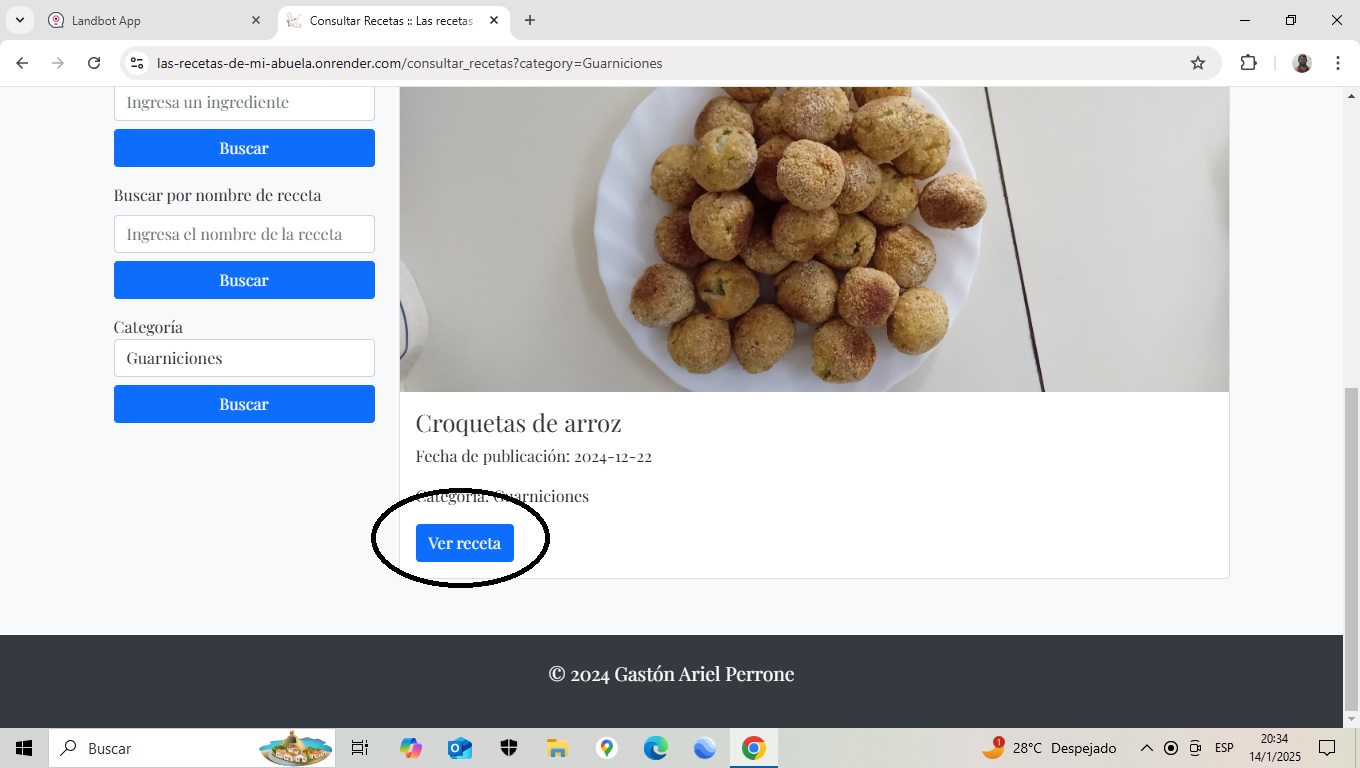 Landbot App
Consultar Recetas :: Las recetas
las-recetas-de-mi-abuela.onrender.com/consultar_recetas?category=Guarniciones
Ingresa un ingrediente
Buscar
Buscar por nombre de receta
Ingresa el nombre de la receta
Buscar
Categoría
Guarniciones
Buscar
Croquetas de arroz
Fecha de publicación: 2024-12-22
Categoría: Guarniciones
Ver receta
© 2024 Gastón Ariel Perrone
Buscar
1
28°C Despejado
ESP
20:34
14/1/2025